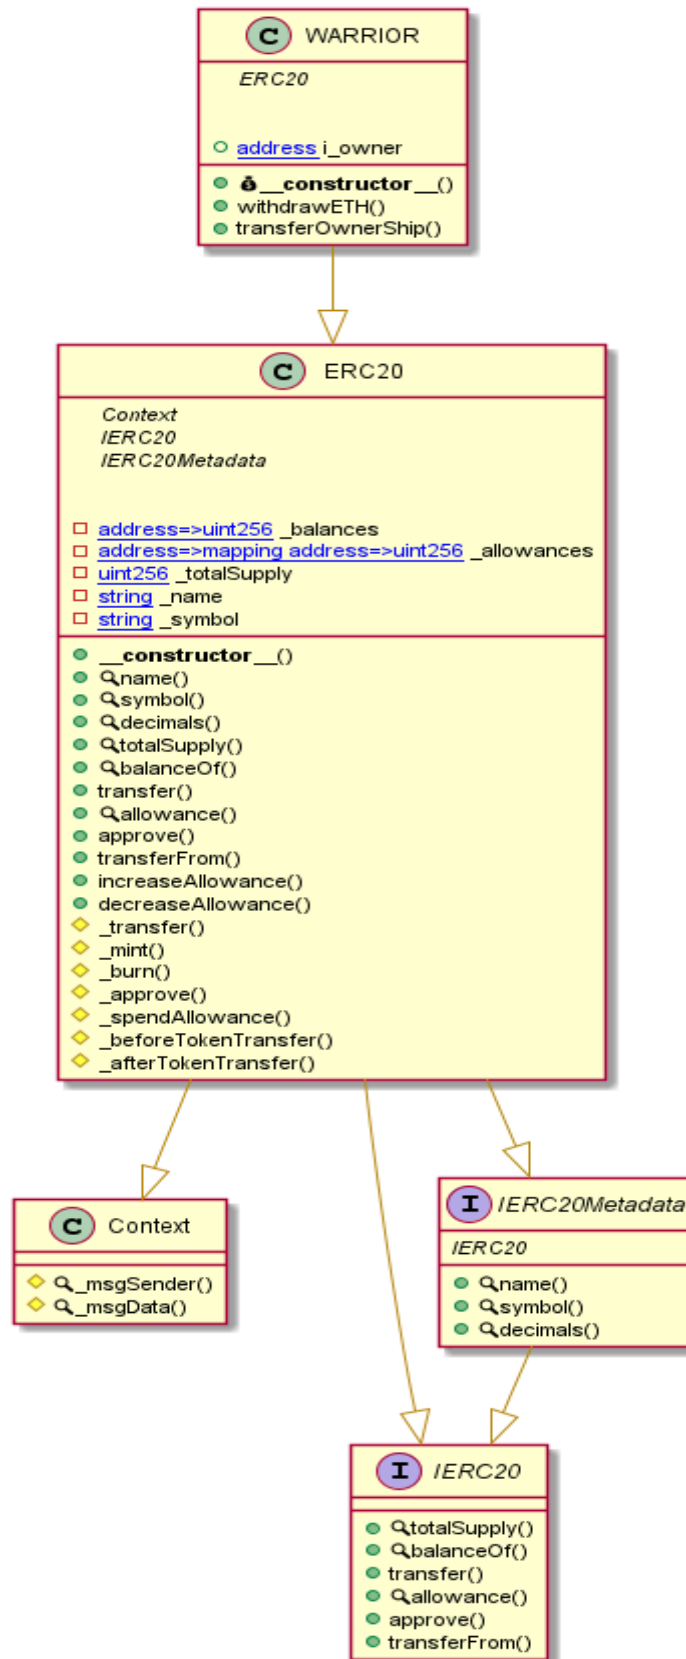 C WARRIOR
ERC20
address i_owner
__constructor__()
withdrawETH()
transferOwnerShip()
C ERC20
Context
IERC20
IERC20Metadata
address=>uint256 _balances
address=>mapping address=>uint256 _allowances
uint256 _totalSupply
string _name
string _symbol
__constructor__()
name()
symbol()
decimals()
totalSupply()
balanceOf()
transfer()
allowance()
approve()
transferFrom()
increaseAllowance()
decreaseAllowance()
_transfer()
_mint()
_burn()
_approve()
_spendAllowance()
_beforeTokenTransfer()
_afterTokenTransfer()
C Context
_msgSender()
_msgData()
I IERC20Metadata
IERC20
name()
symbol()
decimals()
I IERC20
totalSupply()
balanceOf()
transfer()
allowance()
approve()
transferFrom()